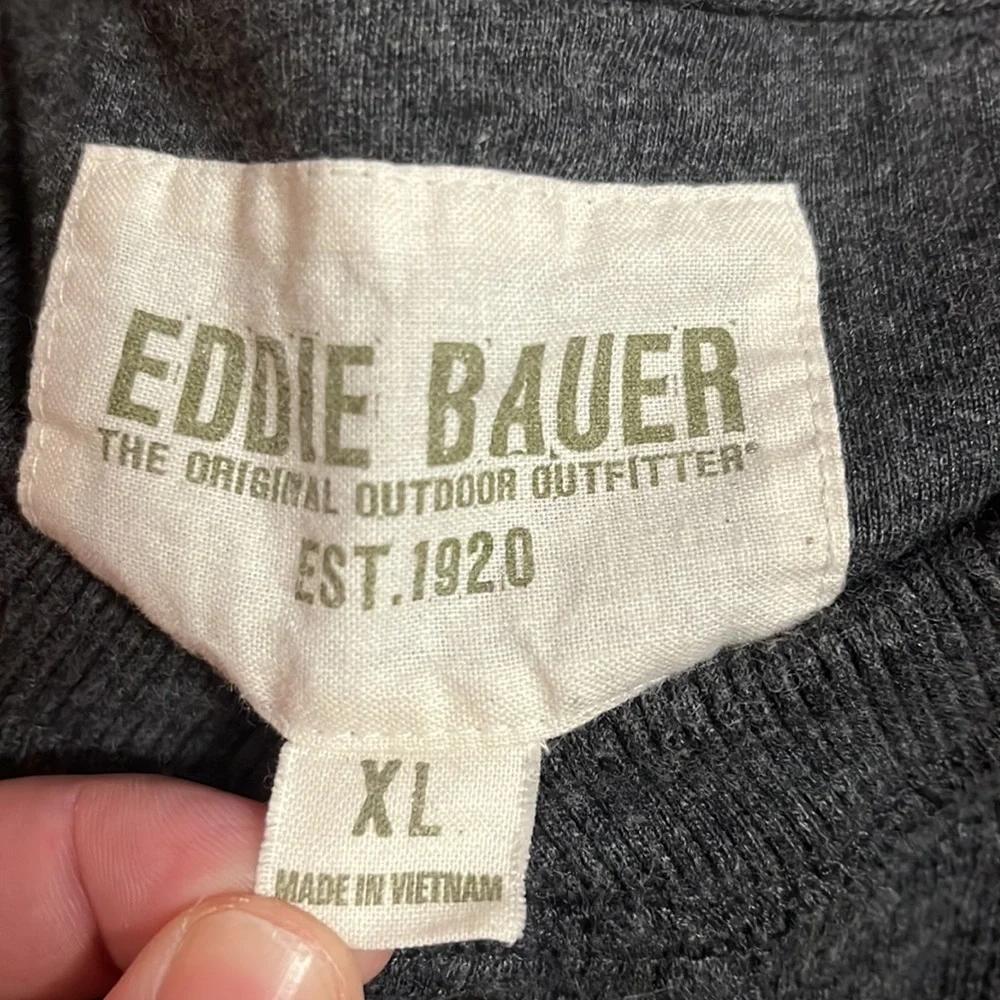 EDDIE BAUER
THE ORIGINAL OUTDOOR OUTFITTER®
EST.1920
XL
MADE IN VIETNAM